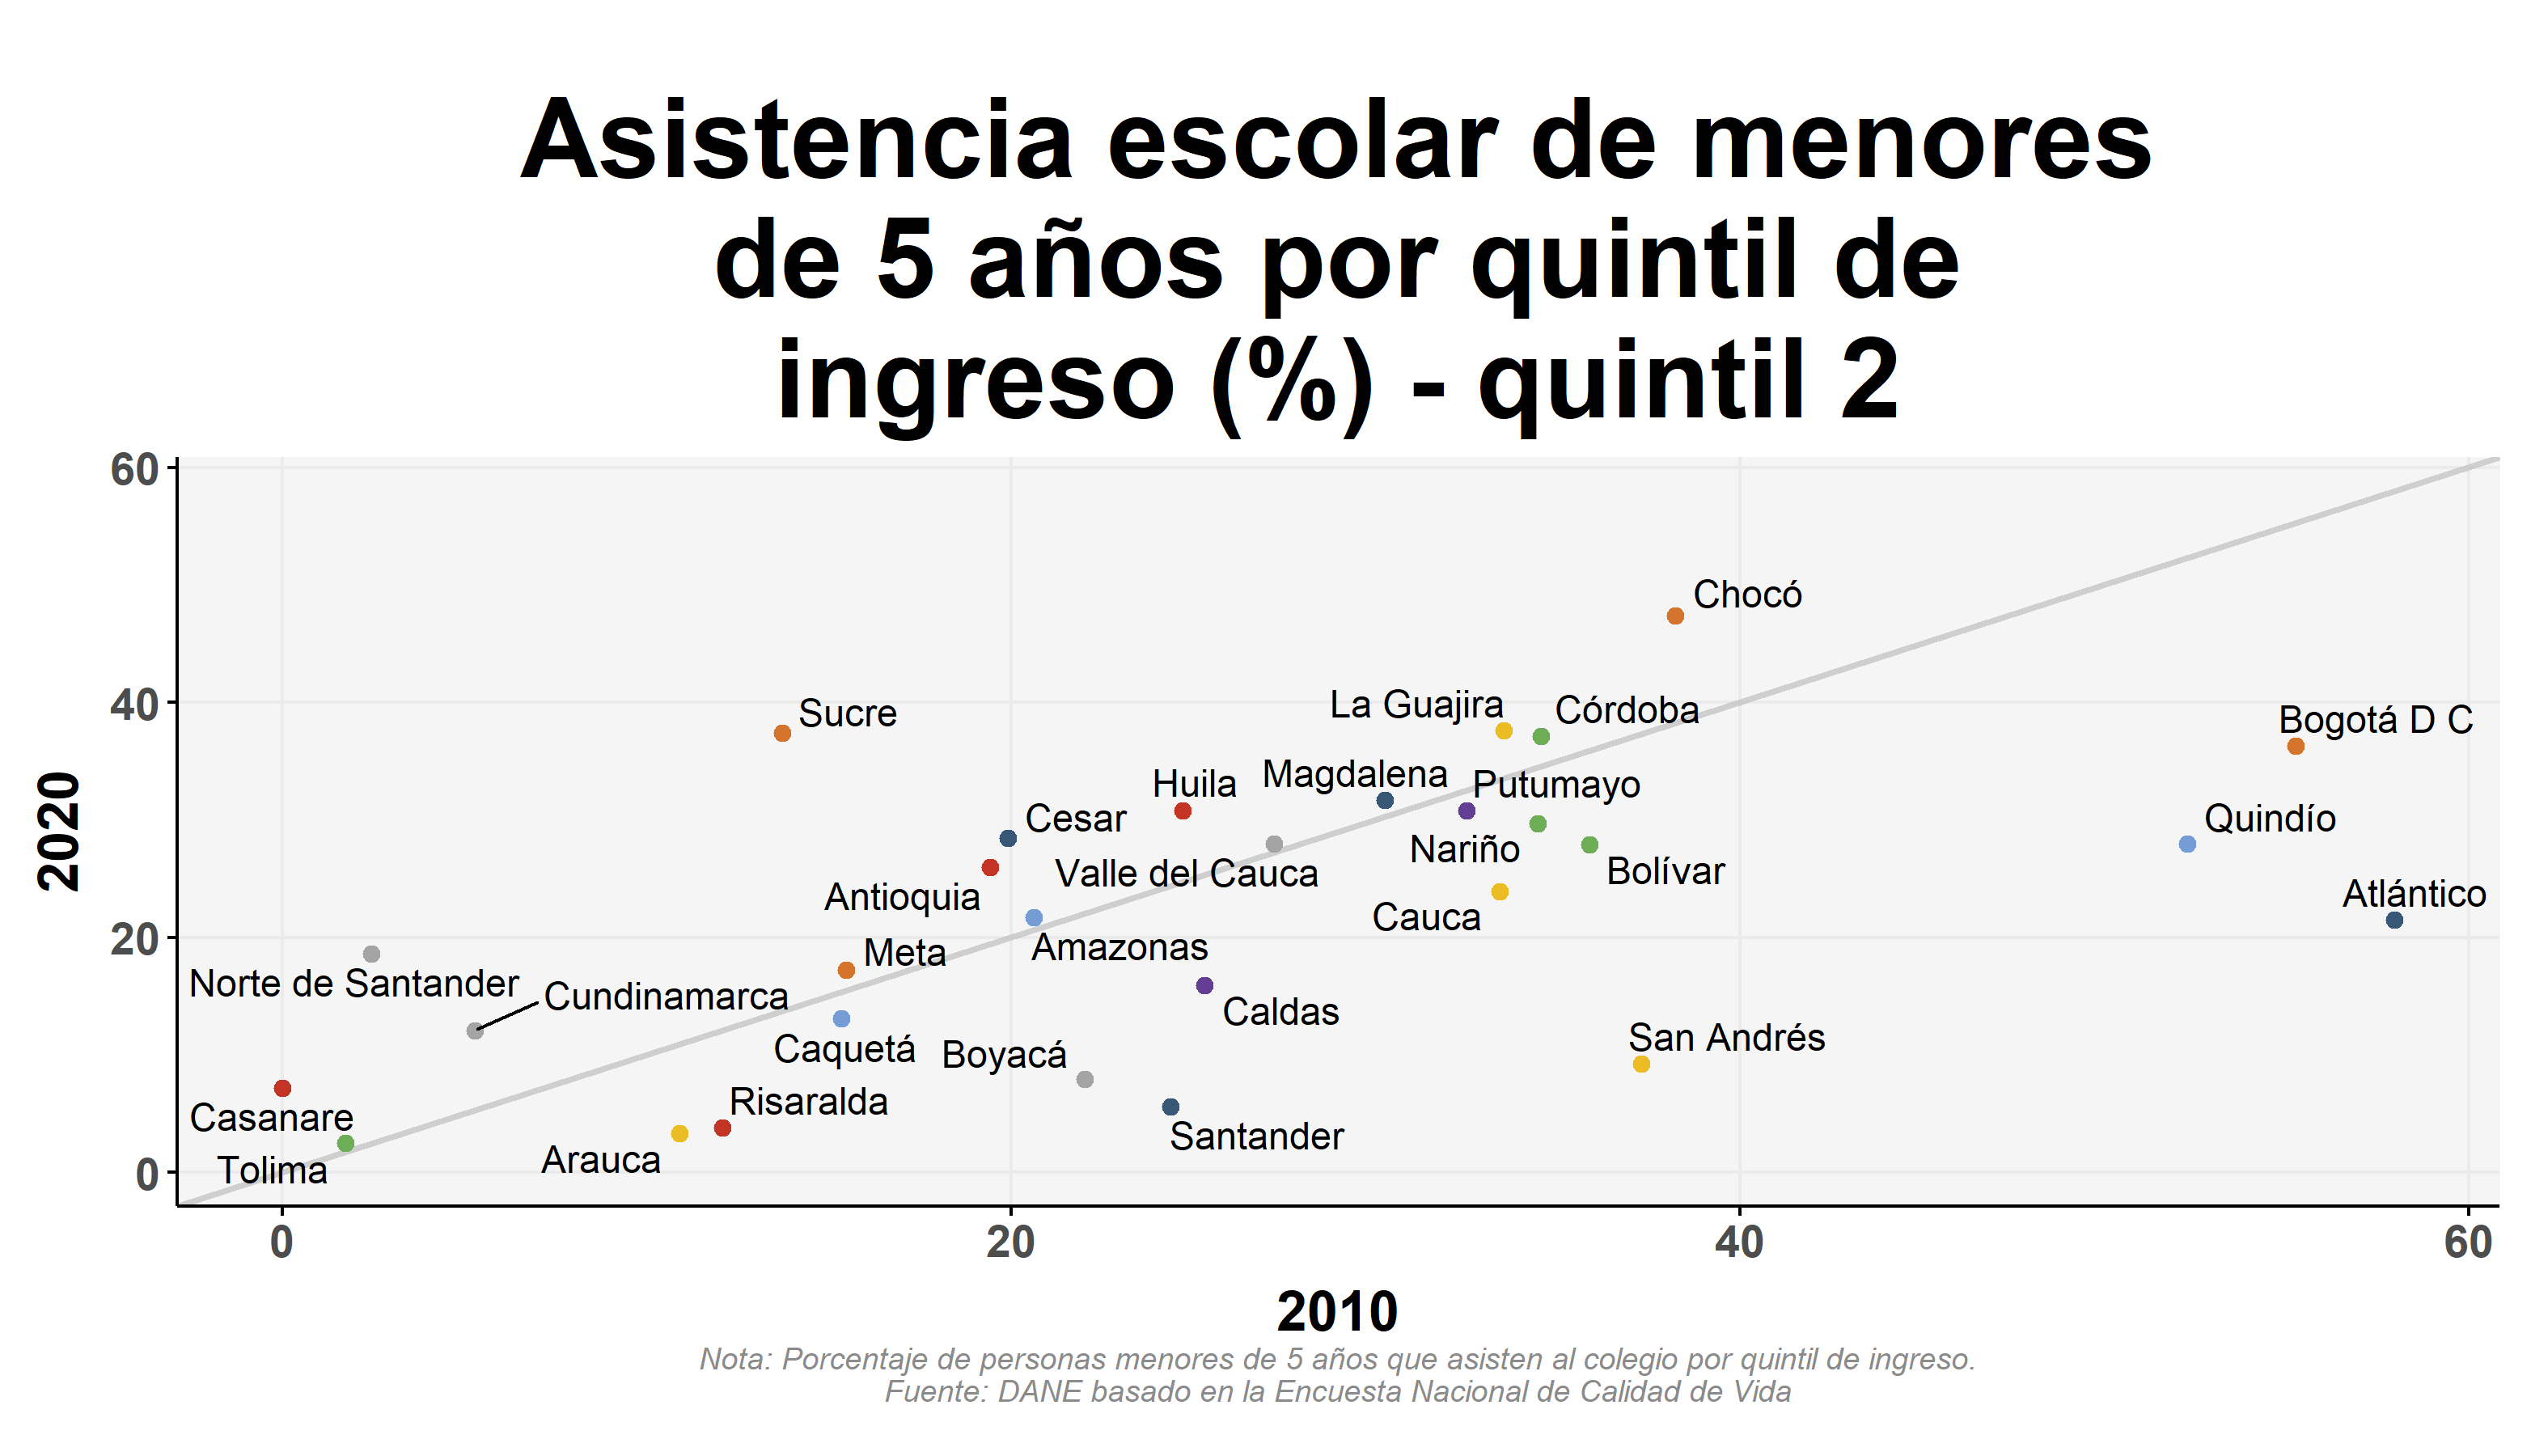 Asistencia escolar de menores
de 5 años por quintil de
ingreso (%) - quintil 2
60
Chocó
40
La Guajira
Córdoba
Sucre
Bogotá D C
Magdalena
Huila
Putumayo
Cesar
Quindío
Nariño
Valle del Cauca
Bolívar
Antioquia
Atlántico
Cauca
2020
20
Amazonas
Meta
Norte de Santander
Cundinamarca
Caldas
San Andrés
Caquetá
Boyacá
Risaralda
Casanare
Santander
Arauca
Tolima
0
0
20
40
60
2010
Nota: Porcentaje de personas menores de 5 años que asisten al colegio por quintil de ingreso.
Fuente: DANE basado en la Encuesta Nacional de Calidad de Vida